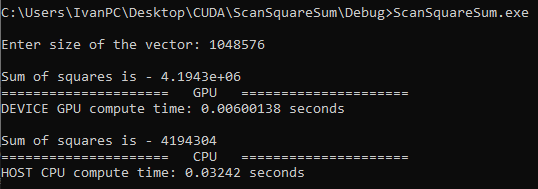 C:\Users\IvanPC\Desktop\CUDA\ScanSquareSum\Debug>ScanSquareSum.exe
Enter size of the vector: 1048576
Sum of squares is - 4.1943e+06
==================== GPU ====================
DEVICE GPU compute time: 0.00600138 seconds
Sum of squares is - 4194304
==================== CPU ====================
HOST CPU compute time: 0.03242 seconds